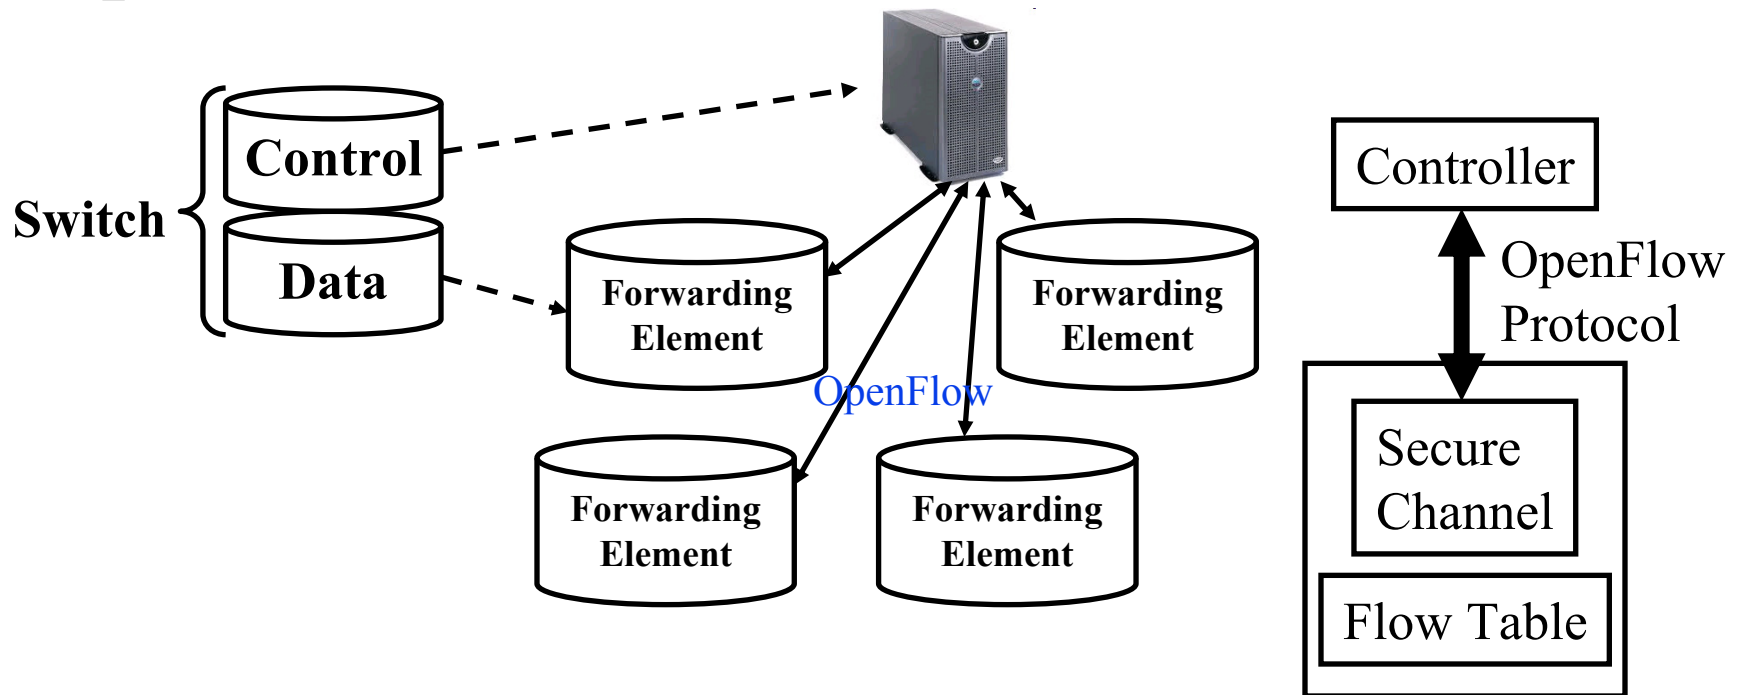 Control
Switch
Data
Forwarding
Element
Forwarding
Element
OpenFlow
Forwarding
Element
Forwarding
Element
Controller
OpenFlow
Protocol
Secure
Channel
Flow Table